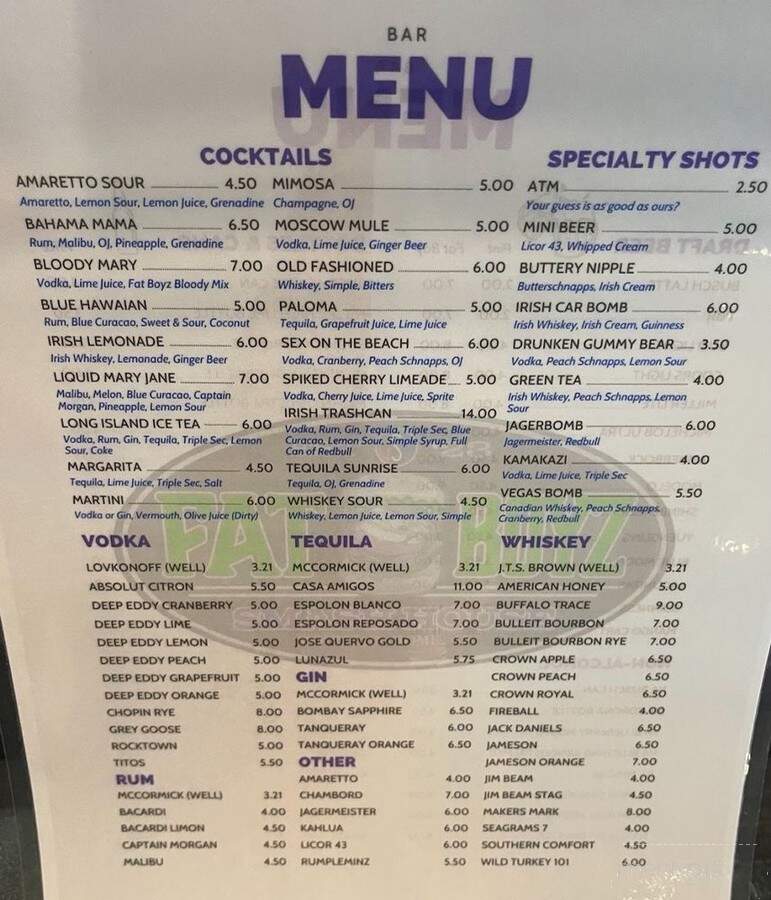 BAR
MENU
COCKTAILS
AMARETTO SOUR 4.50
Amaretto, Lemon Sour, Lemon Juice, Grenadine
BAHAMA MAMA 6.50
Rum, Malibu, OJ, Pineapple, Grenadine
BLOODY MARY 7.00
Vodka, Lime Juice, Fat Boyz Bloody Mix
BLUE HAWAIAN 5.00
Rum, Blue Curacao, Sweet & Sour, Coconut
IRISH LEMONADE 6.00
Irish Whiskey, Lemonade, Ginger Beer
LIQUID MARY JANE 7.00
Malibu, Melon, Blue Curacao, Captain
Morgan, Pineapple, Lemon Sour
LONG ISLAND ICE TEA 6.00
Vodka, Rum, Gin, Tequila, Triple Sec, Lemon
Sour, Coke
MARGARITA 4.50
Tequila, Lime Juice, Triple Sec, Salt
MARTINI 6.00
Vodka or Gin, Vermouth, Olive Juice (Dirty)
MIMOSA 5.00
Champagne, OJ
MOSCOW MULE 5.00
Vodka, Lime Juice, Ginger Beer
OLD FASHIONED 6.00
Whiskey, Simple, Bitters
PALOMA 5.00
Tequila, Grapefruit Juice, Lime Juice
SEX ON THE BEACH 6.00
Vodka, Cranberry, Peach Schnapps, OJ
SPIKED CHERRY LIMEADE 5.00
Vodka, Cherry Juice, Lime Juice, Sprite
IRISH TRASHCAN 14.00
Vodka, Rum, Gin, Tequila, Triple Sec, Blue
Curacao, Lemon Sour, Simple Syrup, Full
Can of Redbull
TEQUILA SUNRISE 6.00
Tequila, OJ, Grenadine
WHISKEY SOUR 4.50
Whiskey, Lemon Juice, Lemon Sour, Simple
SPECIALTY SHOTS
ATM 2.50
Your guess is as good as ours?
MINI BEER 5.00
Licor 43, Whipped Cream
BUTTERY NIPPLE 4.00
Butterschnapps, Irish Cream
IRISH CAR BOMB 6.00
Irish Whiskey, Irish Cream, Guinness
DRUNKEN GUMMY BEAR 3.50
Vodka, Peach Schnapps, Lemon Sour
GREEN TEA 4.00
Irish Whiskey, Peach Schnapps, Lemon
Sour
JAGERBOMB 6.00
Jagermeister, Redbull
KAMAKAZI 4.00
Vodka, Lime Juice, Triple Sec
VEGAS BOMB 5.50
Canadian Whiskey, Peach Schnapps,
Cranberry, Redbull
FAT BOYZ
VODKA
LOVKONOFF (WELL) 3.21
ABSOLUT CITRON 5.50
DEEP EDDY CRANBERRY 5.00
DEEP EDDY LIME 5.00
DEEP EDDY LEMON 5.00
DEEP EDDY PEACH 5.00
DEEP EDDY GRAPEFRUIT 5.00
DEEP EDDY ORANGE 5.00
CHOPIN RYE 8.00
GREY GOOSE 8.00
ROCKTOWN 5.00
TITOS 5.50
RUM
MCCORMICK (WELL) 3.21
BACARDI 4.00
BACARDI LIMON 4.50
CAPTAIN MORGAN 4.50
MALIBU 4.50
TEQUILA
MCCORMICK (WELL) 3.21
CASA AMIGOS 11.00
ESPOLON BLANCO 7.00
ESPOLON REPOSADO 7.00
JOSE QUERVO GOLD 5.50
LUNAZUL 5.75
GIN
MCCORMICK (WELL) 3.21
BOMBAY SAPPHIRE 6.50
TANQUERAY 6.00
TANQUERAY ORANGE 6.50
OTHER
AMARETTO 4.00
CHAMBORD 7.00
JAGERMEISTER 6.00
KAHLUA 6.00
LICOR 43 6.00
RUMPLEMINZ 5.50
WHISKEY
J.T.S. BROWN (WELL) 3.21
AMERICAN HONEY 5.00
BUFFALO TRACE 9.00
BULLEIT BOURBON 7.00
BULLEIT BOURBON RYE 7.00
CROWN APPLE 6.50
CROWN PEACH 6.50
CROWN ROYAL 6.50
FIREBALL 4.00
JACK DANIELS 6.50
JAMESON 6.50
JAMESON ORANGE 7.00
JIM BEAM 4.00
JIM BEAM STAG 4.50
MAKERS MARK 8.00
SEAGRAMS 7 4.00
SOUTHERN COMFORT 4.50
WILD TURKEY 101 6.00